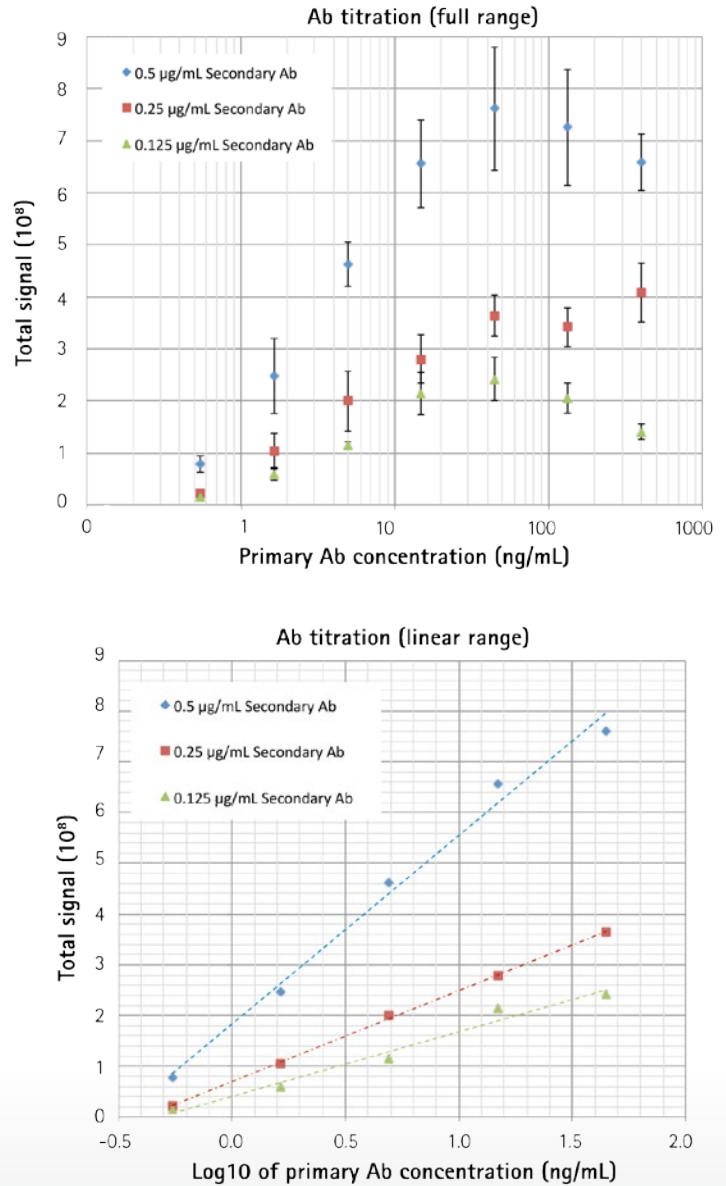 Ab titration (full range)
9
8
7
6
5
4
3
2
1
0
0.5 µg/mL Secondary Ab
0.25 µg/mL Secondary Ab
0.125 µg/mL Secondary Ab
Total signal (10⁸)
0 1 10 100 1000
Primary Ab concentration (ng/mL)
Ab titration (linear range)
9
8
7
6
5
4
3
2
1
0
0.5 µg/mL Secondary Ab
0.25 µg/mL Secondary Ab
0.125 µg/mL Secondary Ab
Total signal (10⁸)
-0.5 0.0 0.5 1.0 1.5 2.0
Log10 of primary Ab concentration (ng/mL)